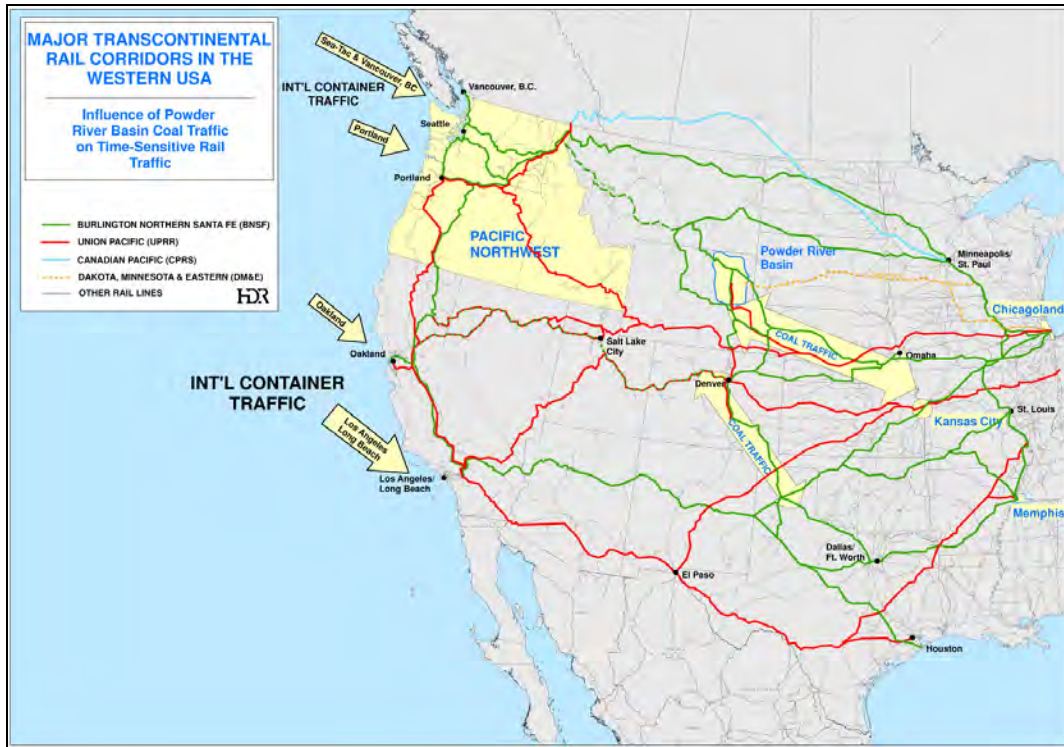 MAJOR TRANSCONTINENTAL
RAIL CORRIDORS IN THE
WESTERN USA
Influence of Powder
River Basin Coal Traffic
on Time-Sensitive Rail
Traffic
BURLINGTON NORTHERN SANTA FE (BNSF)
UNION PACIFIC (UPRR)
CANADIAN PACIFIC (CPRS)
DAKOTA, MINNESOTA & EASTERN (DM&E)
OTHER RAIL LINES
HDR
Sea-Tac & Vancouver, BC
INT'L CONTAINER
TRAFFIC
Vancouver, B.C.
Seattle
Portland
Portland
PACIFIC
NORTHWEST
Powder River
Basin
Minneapolis/
St. Paul
Chicagoland
Oakland
Oakland
Salt Lake
City
COAL TRAFFIC
Omaha
Denver
INT'L CONTAINER
TRAFFIC
Kansas City
St. Louis
COAL TRAFFIC
Los Angeles
Long Beach
Los Angeles/
Long Beach
Memphis
Dallas/
Ft. Worth
El Paso
Houston